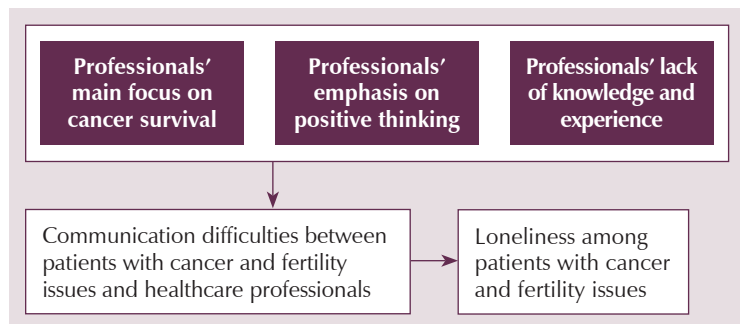 Professionals’
main focus on
cancer survival
Professionals’
emphasis on
positive thinking
Professionals’ lack
of knowledge and
experience
Communication difficulties between
patients with cancer and fertility
issues and healthcare professionals
Loneliness among
patients with cancer
and fertility issues